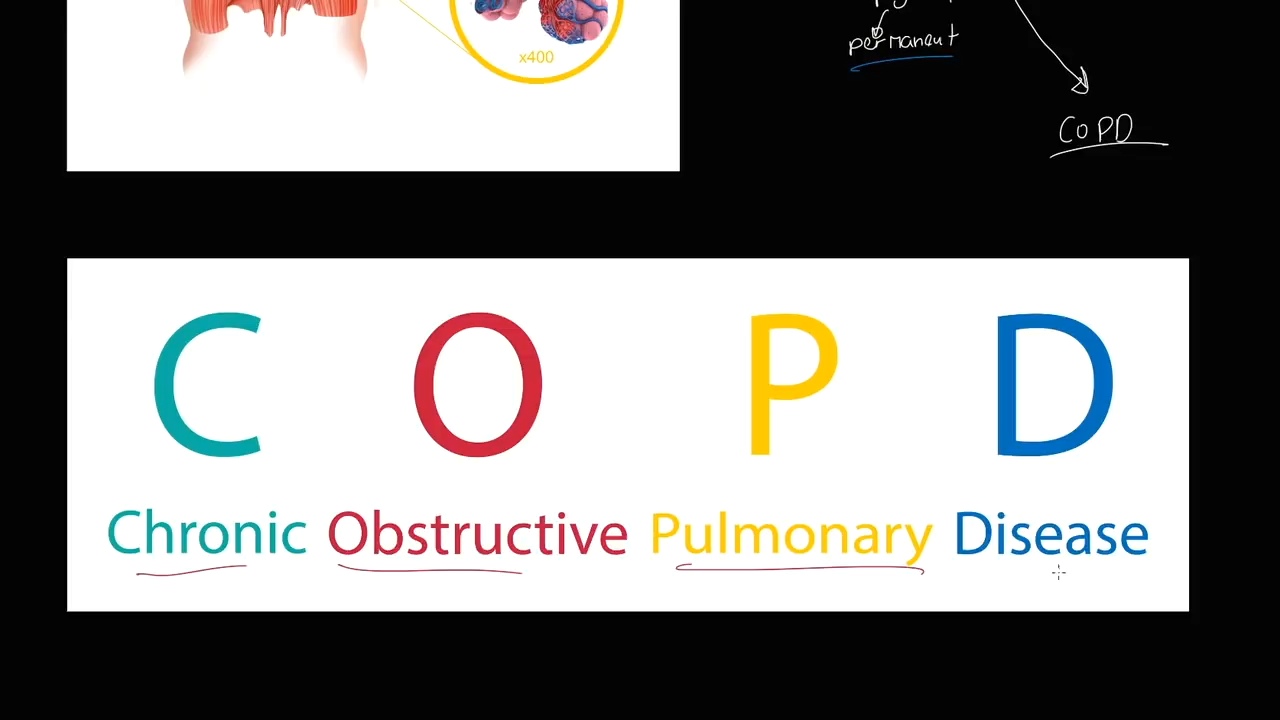 x400
permanent
COPD
C O P D
Chronic Obstructive Pulmonary Disease